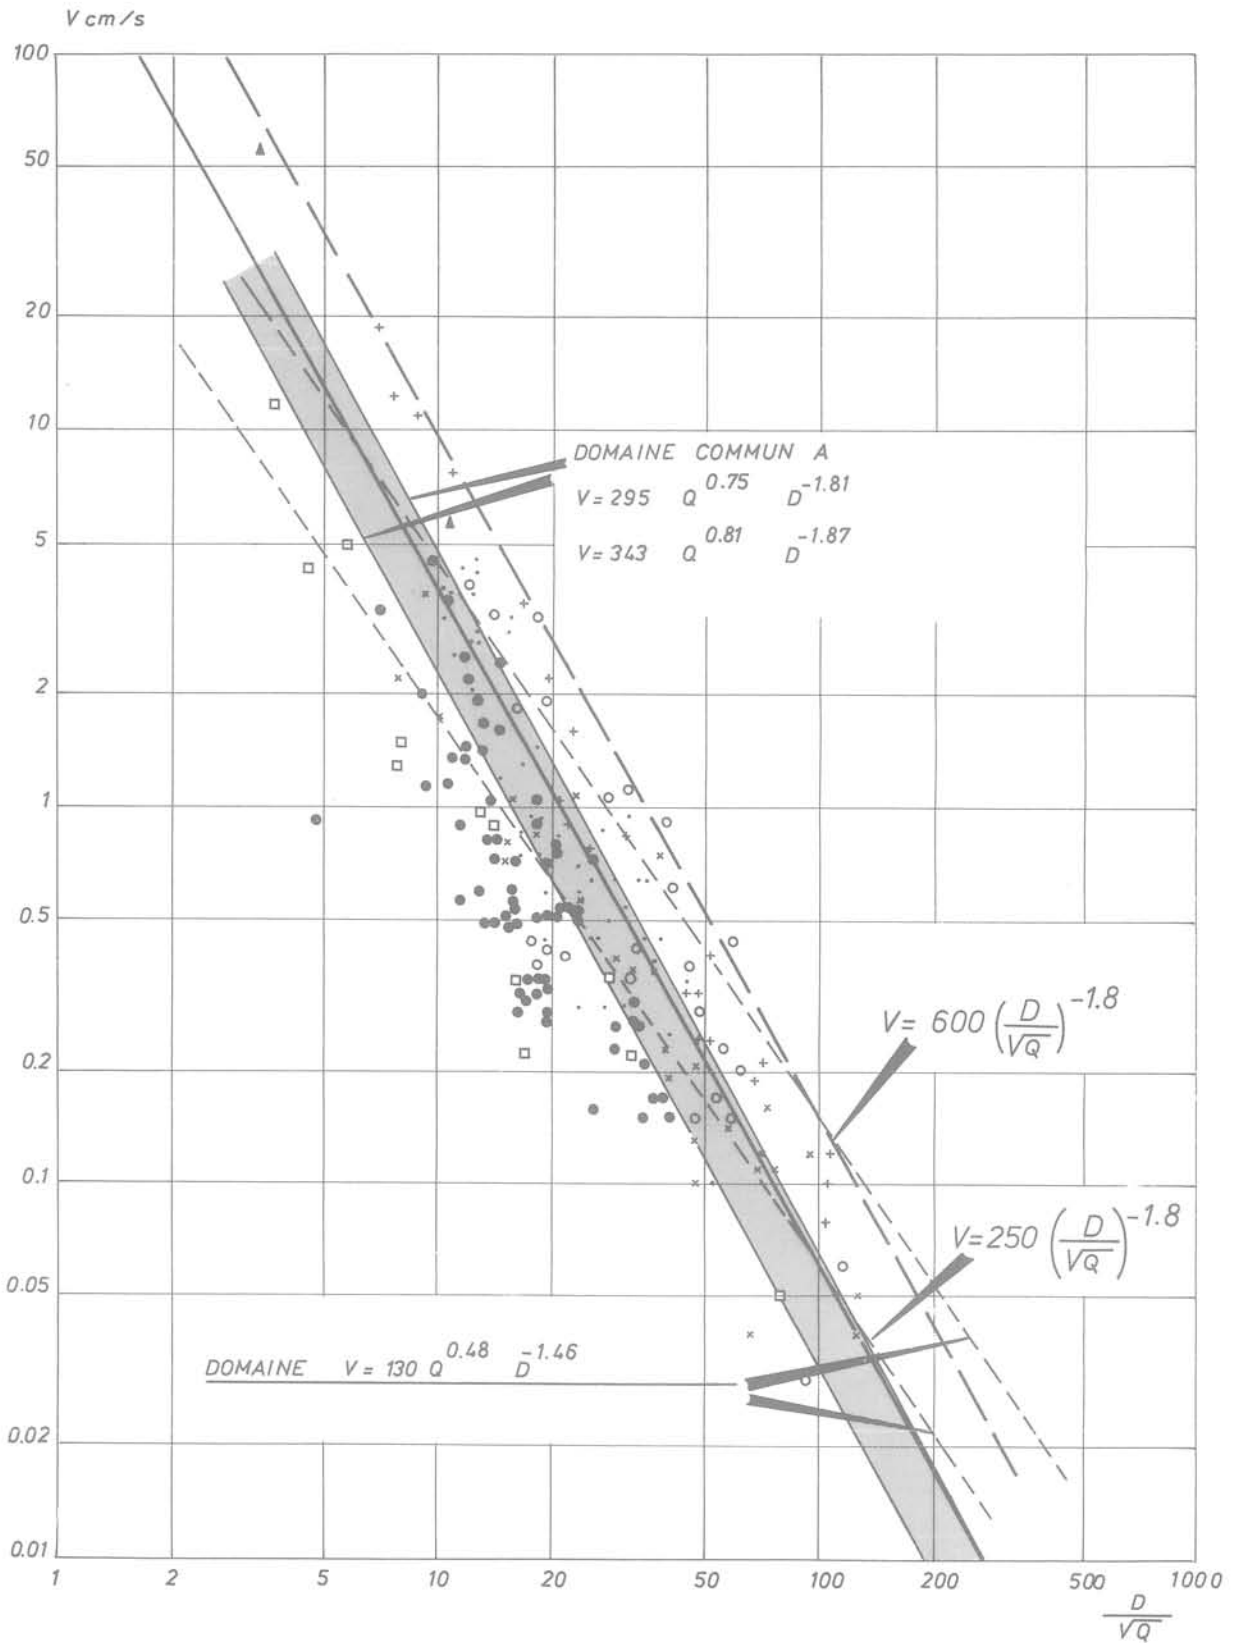 V cm/s
100
50
20
10
5
2
1
0.5
0.2
0.1
0.05
0.02
0.01
DOMAINE COMMUN A
V = 295 Q^0.75 D^-1.81
V = 343 Q^0.81 D^-1.87
V = 600 (D/√Q)^-1.8
V = 250 (D/√Q)^-1.8
DOMAINE V = 130 Q^0.48 D^-1.46
1 2 5 10 20 50 100 200 500 1000
D/√Q